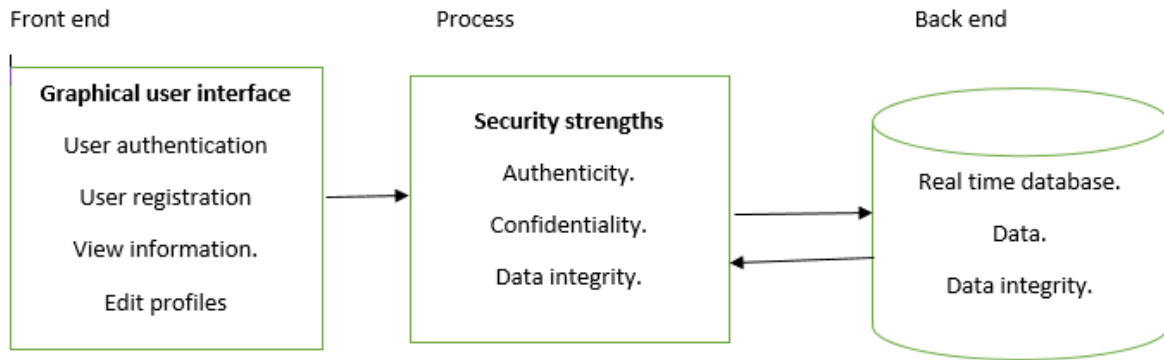 Front end
Process
Back end
Graphical user interface
User authentication
User registration
View information.
Edit profiles
Security strengths
Authenticity.
Confidentiality.
Data integrity.
Real time database.
Data.
Data integrity.